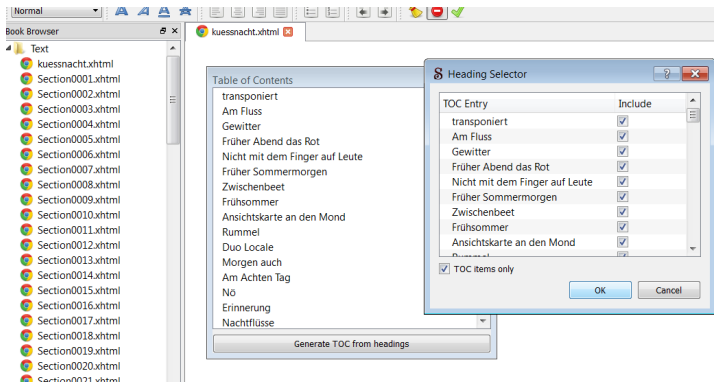 Normal
Book Browser
kuessnacht.xhtml
Text
kuessnacht.xhtml
Section0001.xhtml
Section0002.xhtml
Section0003.xhtml
Section0004.xhtml
Section0005.xhtml
Section0006.xhtml
Section0007.xhtml
Section0008.xhtml
Section0009.xhtml
Section0010.xhtml
Section0011.xhtml
Section0012.xhtml
Section0013.xhtml
Section0014.xhtml
Section0015.xhtml
Section0016.xhtml
Section0017.xhtml
Section0018.xhtml
Section0019.xhtml
Section0020.xhtml
Section0021.xhtml
Table of Contents
transponiert
Am Fluss
Gewitter
Früher Abend das Rot
Nicht mit dem Finger auf Leute
Früher Sommermorgen
Zwischenbeet
Frühsommer
Ansichtskarte an den Mond
Rummel
Duo Locale
Morgen auch
Am Achten Tag
Nö
Erinnerung
Nachtflüsse
Generate TOC from headings
Heading Selector
TOC Entry Include
transponiert
Am Fluss
Gewitter
Früher Abend das Rot
Nicht mit dem Finger auf Leute
Früher Sommermorgen
Zwischenbeet
Frühsommer
Ansichtskarte an den Mond
Rummel
TOC items only
OK Cancel